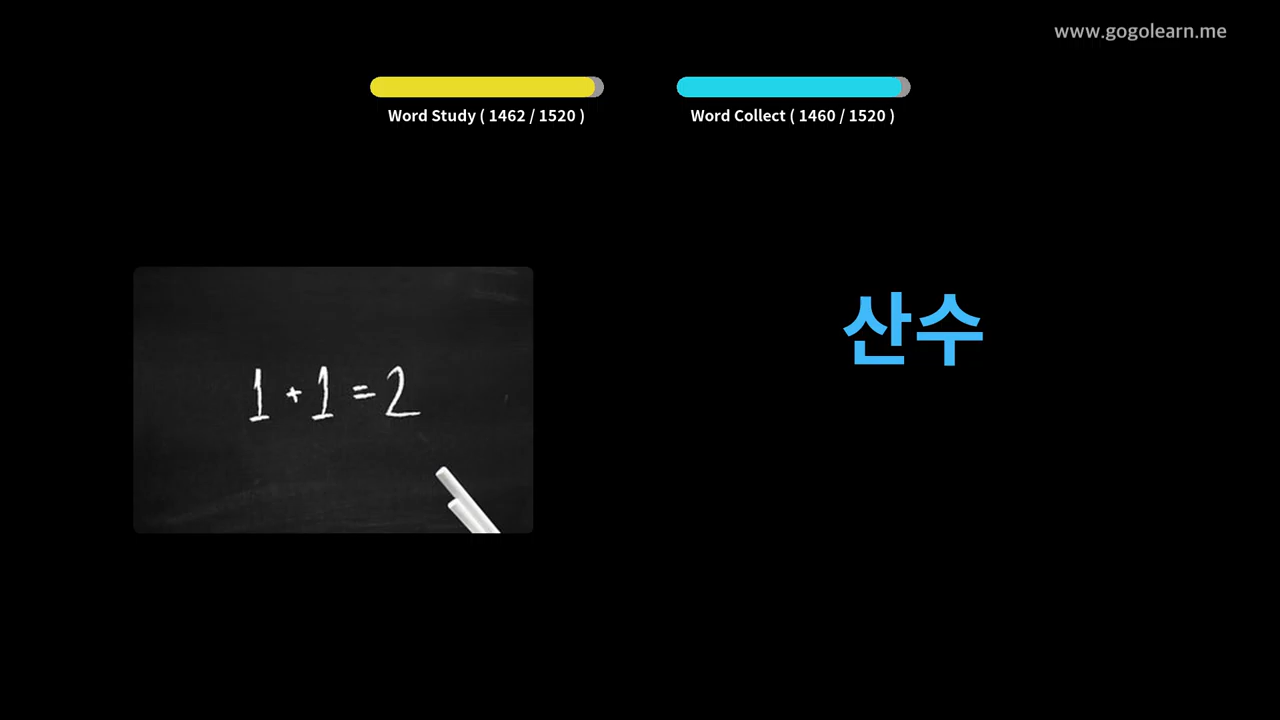 www.gogolearn.me
Word Study ( 1462 / 1520 )
Word Collect ( 1460 / 1520 )
1 + 1 = 2
산수